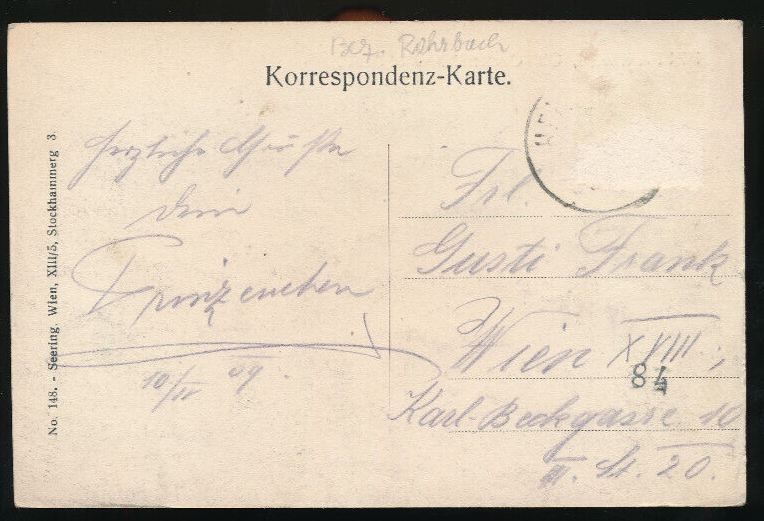 Bez. Rohrbach
Korrespondenz-Karte.
herzliche Grüße
dein
Prinzenchen
10/II 09.
Frl.
Gusti Frank
Wien XVIII.,
84
Karl-Beckgasse 10
II. St. 20.
No. 148. - Seering, Wien, XIII/5, Stockhammerg 3.